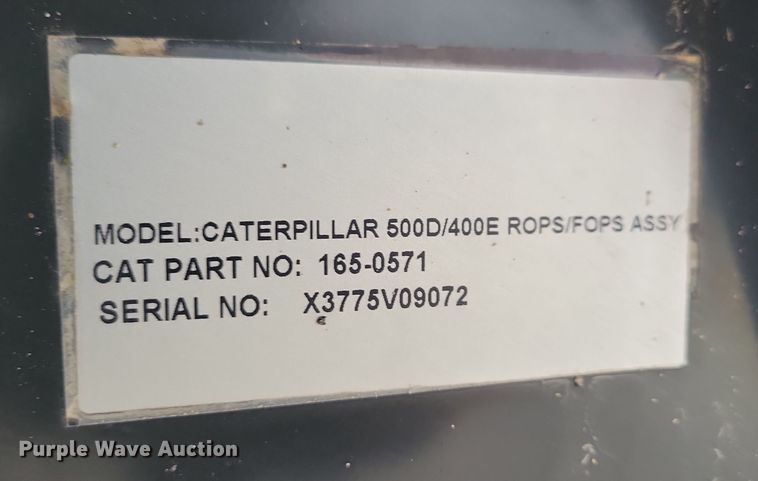 MODEL:CATERPILLAR 500D/400E ROPS/FOPS ASSY
CAT PART NO: 165-0571
SERIAL NO: X3775V09072
Purple Wave Auction